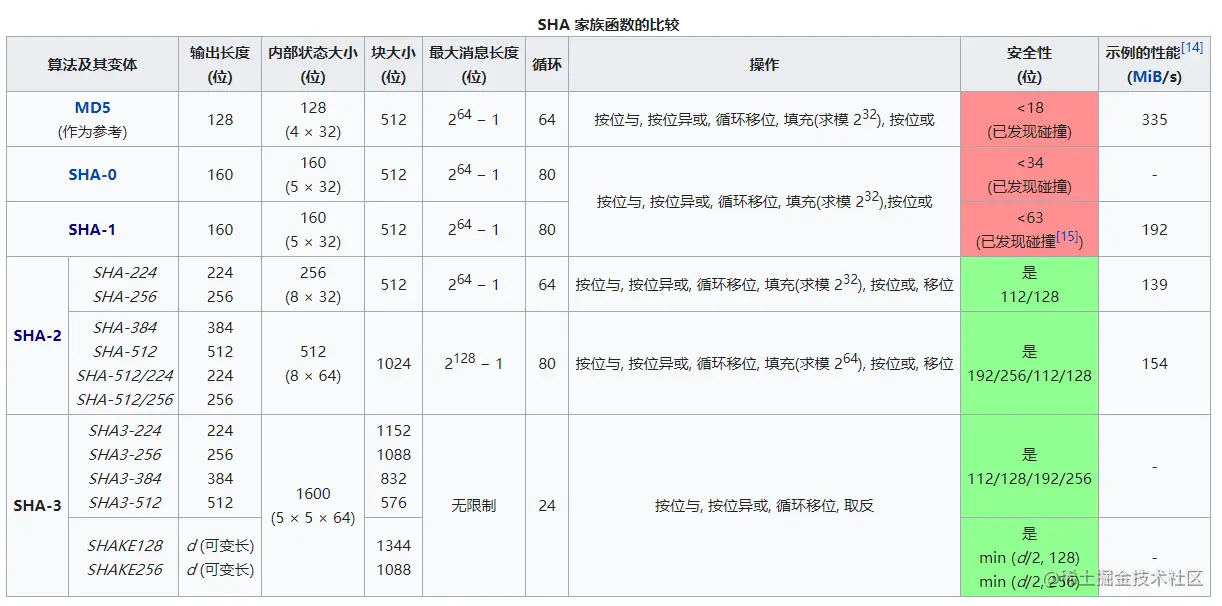 SHA 家族函数的比较
算法及其变体 输出长度 (位) 内部状态大小 (位) 块大小 (位) 最大消息长度 (位) 循环 操作 安全性 (位) 示例的性能[14] (MiB/s)
MD5 (作为参考) 128 128 (4 × 32) 512 2^64 − 1 64 按位与, 按位异或, 循环移位, 填充(求模 2^32), 按位或 <18 (已发现碰撞) 335
SHA-0 160 160 (5 × 32) 512 2^64 − 1 80 按位与, 按位异或, 循环移位, 填充(求模 2^32),按位或 <34 (已发现碰撞) -
SHA-1 160 160 (5 × 32) 512 2^64 − 1 80 <63 (已发现碰撞[15]) 192
SHA-2
SHA-224 224 256 (8 × 32) 512 2^64 − 1 64 按位与, 按位异或, 循环移位, 填充(求模 2^32), 按位或, 移位 是 112/128 139
SHA-256 256
SHA-384 384 512 (8 × 64) 1024 2^128 − 1 80 按位与, 按位异或, 循环移位, 填充(求模 2^64), 按位或, 移位 是 192/256/112/128 154
SHA-512 512
SHA-512/224 224
SHA-512/256 256
SHA-3
SHA3-224 224 1600 (5 × 5 × 64) 1152 无限制 24 按位与, 按位异或, 循环移位, 取反 是 112/128/192/256 -
SHA3-256 256 1088
SHA3-384 384 832
SHA3-512 512 576
SHAKE128 d (可变长) 1344 是 min (d/2, 128) -
SHAKE256 d (可变长) 1088 min (d/2, 256)
@稀土掘金技术社区